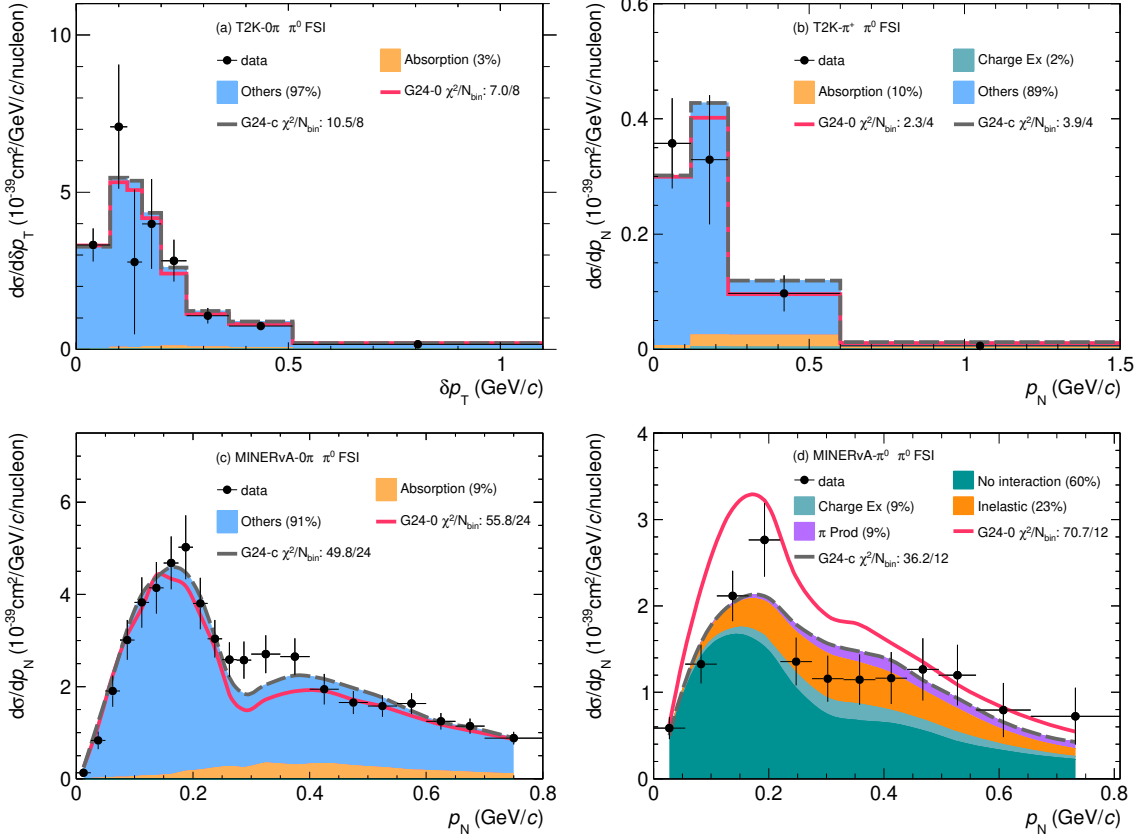 (a) T2K-0π π⁰ FSI
data
Absorption (3%)
Others (97%)
G24-0 χ²/N_bin: 7.0/8
G24-c χ²/N_bin: 10.5/8
dσ/dδp_T (10⁻³⁹cm²/GeV/c/nucleon)
10
5
0
0
0.5
1
δp_T (GeV/c)
(b) T2K-π⁺ π⁰ FSI
data
Charge Ex (2%)
Absorption (10%)
Others (89%)
G24-0 χ²/N_bin: 2.3/4
G24-c χ²/N_bin: 3.9/4
dσ/dp_N (10⁻³⁹cm²/GeV/c/nucleon)
0.6
0.4
0.2
0
0
0.5
1
1.5
p_N (GeV/c)
(c) MINERvA-0π π⁰ FSI
data
Absorption (9%)
Others (91%)
G24-0 χ²/N_bin: 55.8/24
G24-c χ²/N_bin: 49.8/24
dσ/dp_N (10⁻³⁹cm²/GeV/c/nucleon)
6
4
2
0
0
0.2
0.4
0.6
0.8
p_N (GeV/c)
(d) MINERvA-π⁰ π⁰ FSI
data
No interaction (60%)
Charge Ex (9%)
Inelastic (23%)
π Prod (9%)
G24-0 χ²/N_bin: 70.7/12
G24-c χ²/N_bin: 36.2/12
dσ/dp_N (10⁻³⁹cm²/GeV/c/nucleon)
4
3
2
1
0
0
0.2
0.4
0.6
0.8
p_N (GeV/c)